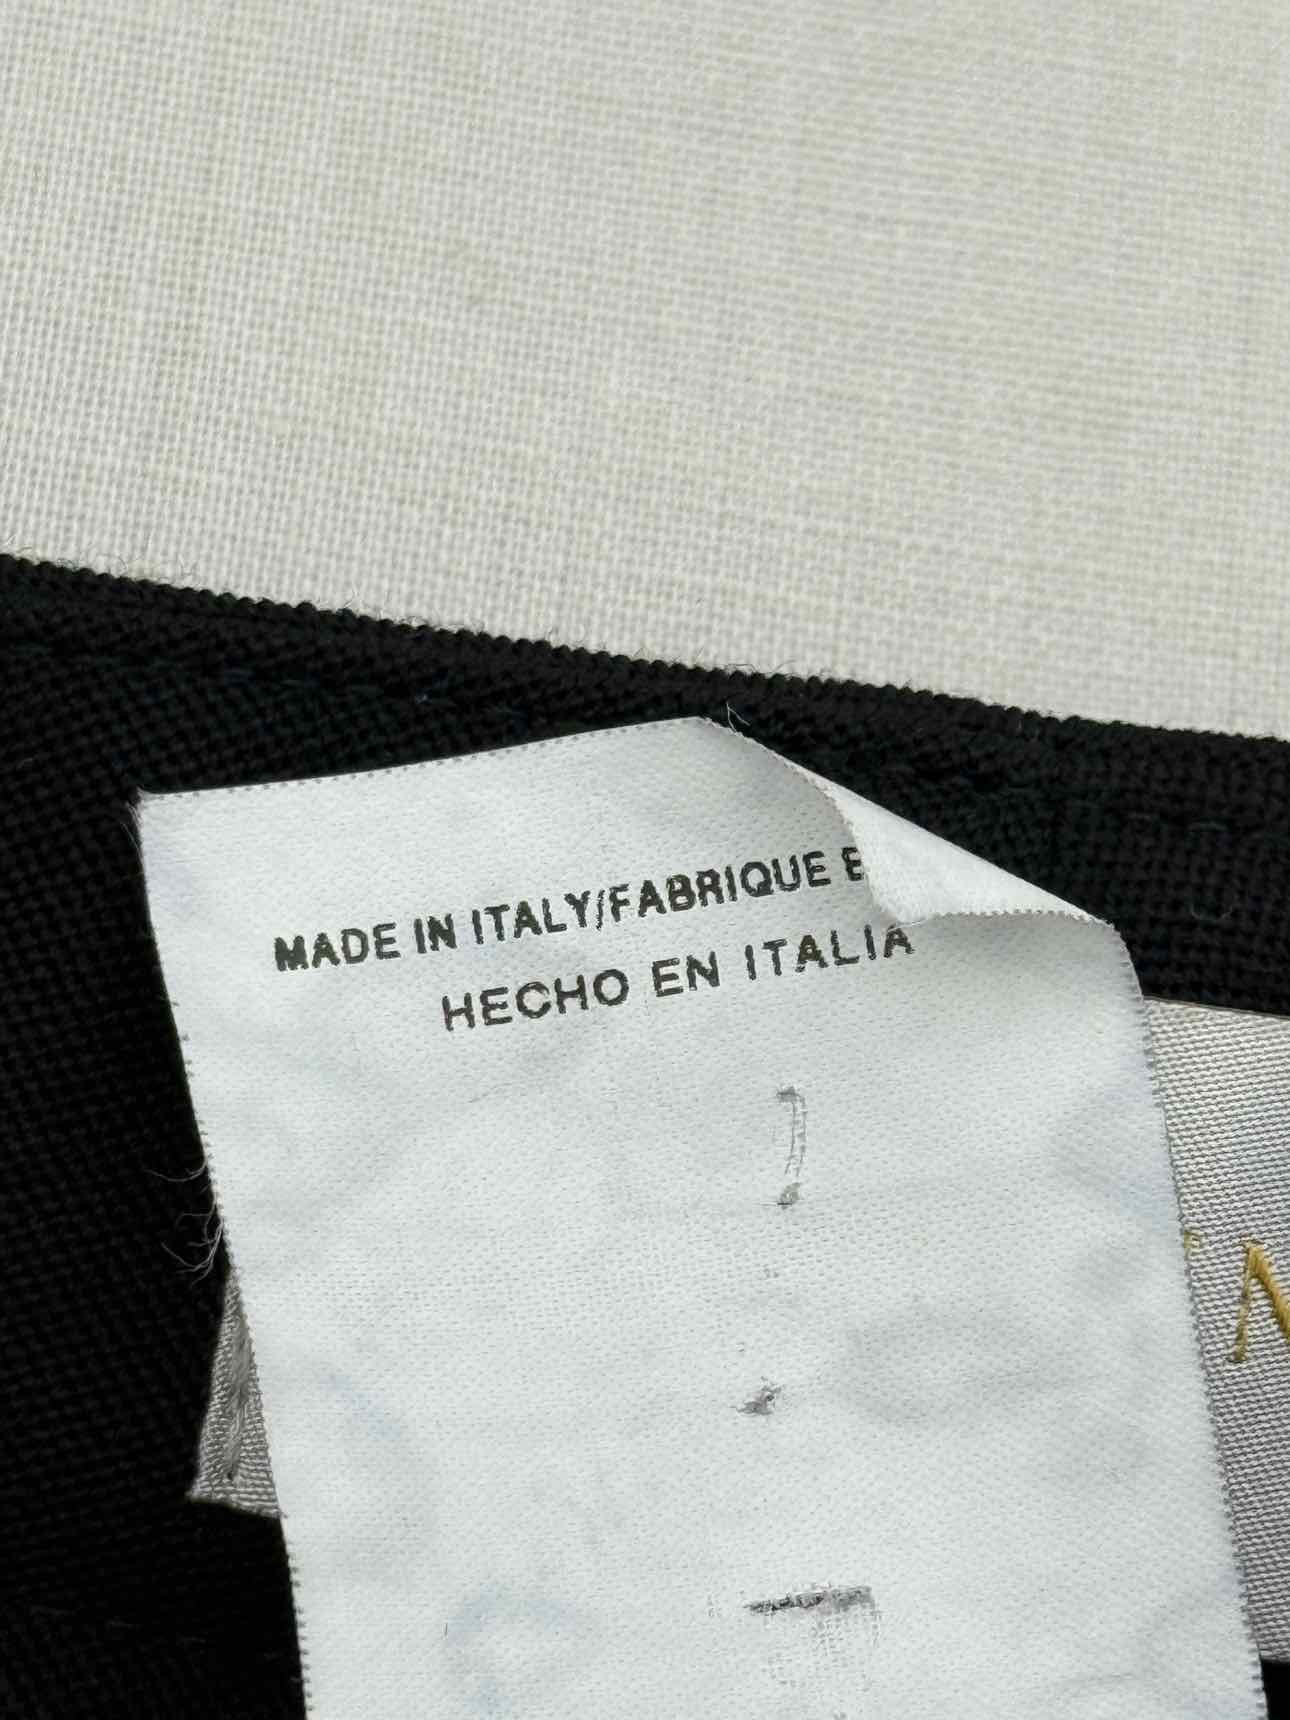 MADE IN ITALY/FABRIQUE E
HECHO EN ITALIA
N